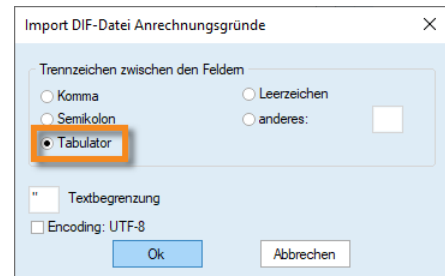 Import DIF-Datei Anrechnungsgründe
Trennzeichen zwischen den Feldern
Komma
Leerzeichen
Semikolon
anderes:
Tabulator
" Textbegrenzung
Encoding: UTF-8
Ok
Abbrechen